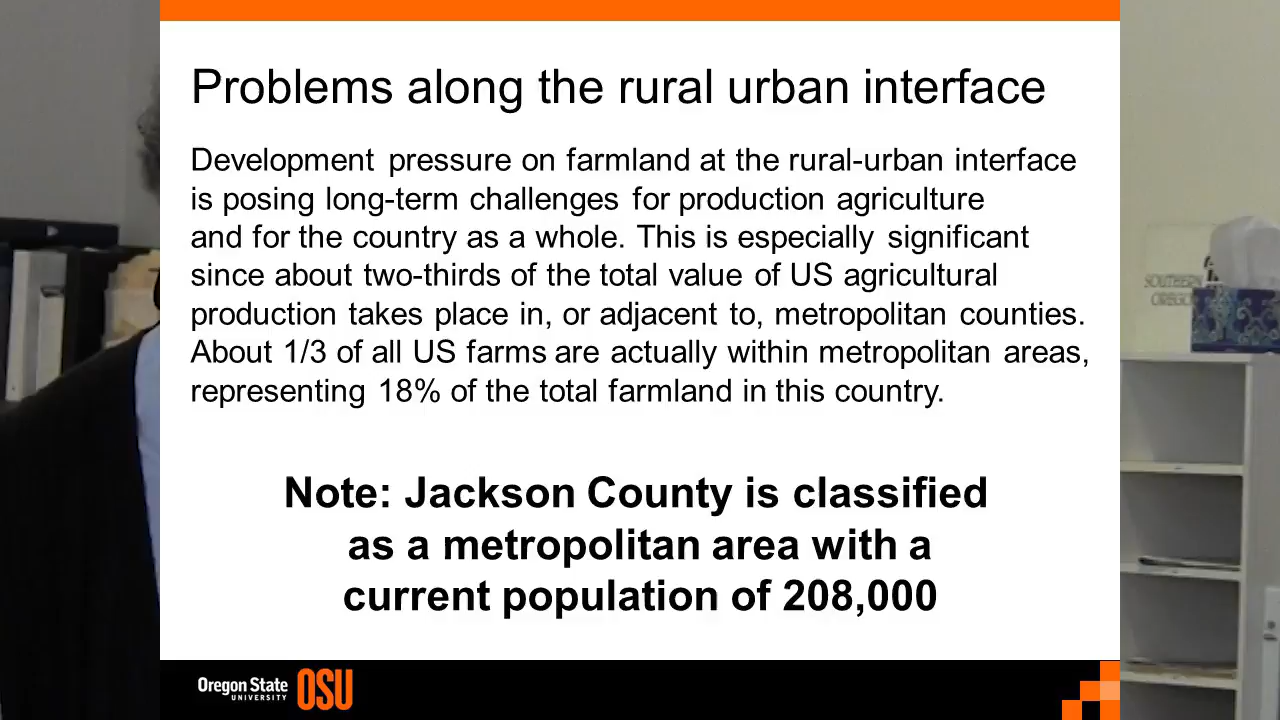 Problems along the rural urban interface
Development pressure on farmland at the rural-urban interface
is posing long-term challenges for production agriculture
and for the country as a whole. This is especially significant
since about two-thirds of the total value of US agricultural
production takes place in, or adjacent to, metropolitan counties.
About 1/3 of all US farms are actually within metropolitan areas,
representing 18% of the total farmland in this country.
Note: Jackson County is classified
as a metropolitan area with a
current population of 208,000
SOUTHERN
OREGON
Oregon State
UNIVERSITY
OSU